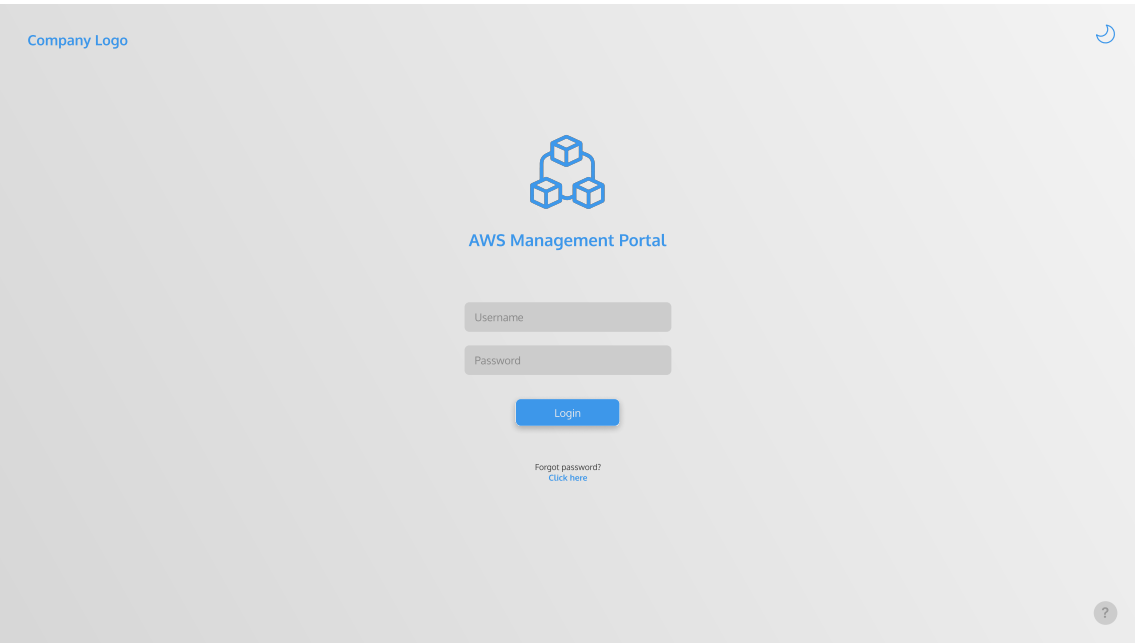 Company Logo
AWS Management Portal
Username
Password
Login
Forgot password?
Click here
?